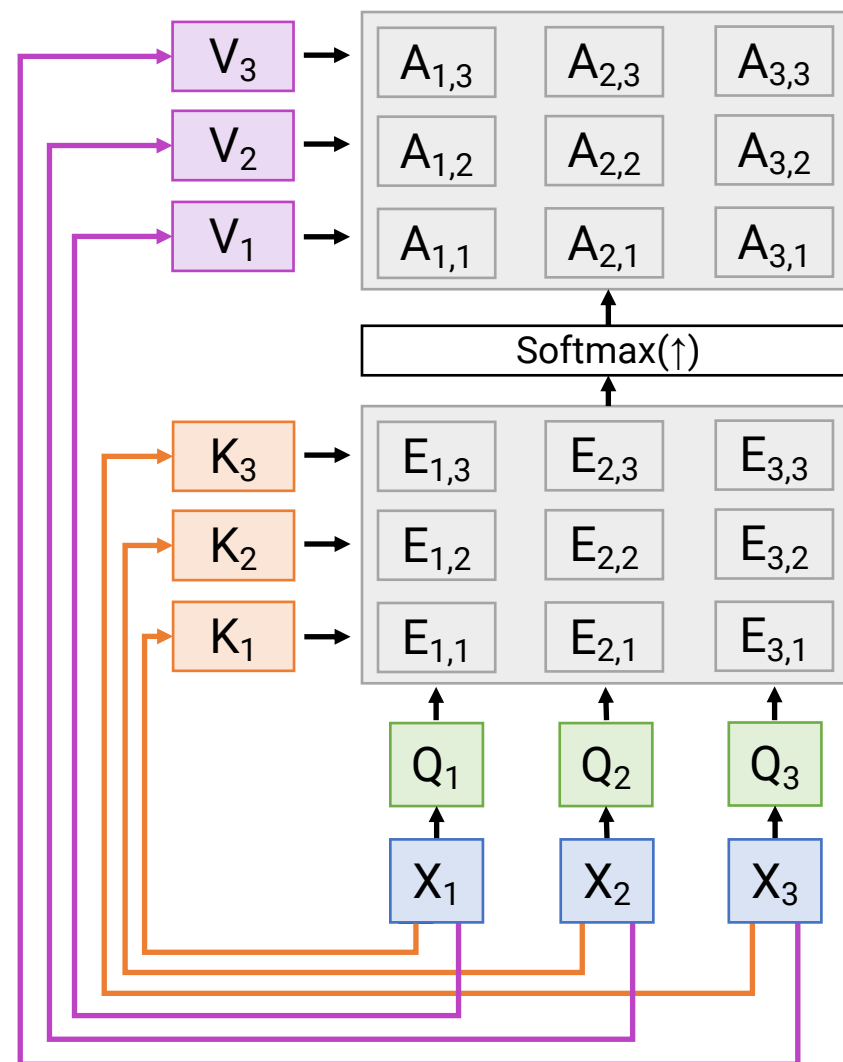 V3 A1,3 A2,3 A3,3
V2 A1,2 A2,2 A3,2
V1 A1,1 A2,1 A3,1
Softmax(↑)
K3 E1,3 E2,3 E3,3
K2 E1,2 E2,2 E3,2
K1 E1,1 E2,1 E3,1
Q1 Q2 Q3
X1 X2 X3